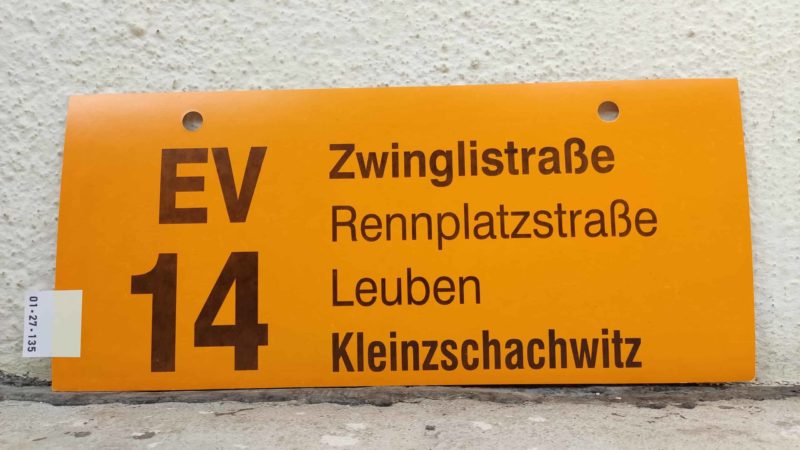 EV
14
Zwinglistraße
Rennplatzstraße
Leuben
Kleinzschachwitz
01-27-135